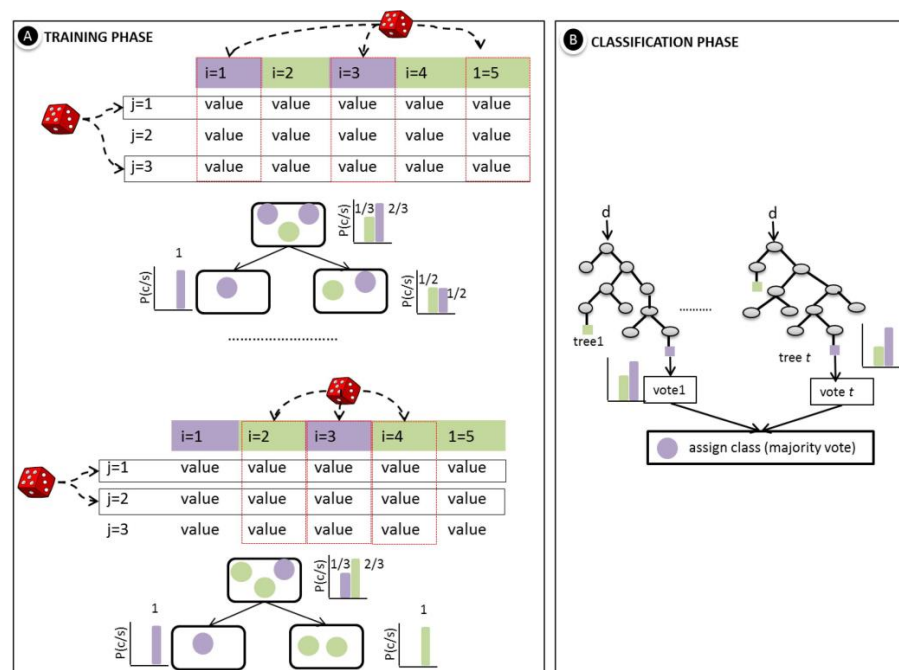 A TRAINING PHASE
i=1 i=2 i=3 i=4 1=5
j=1 value value value value value
j=2 value value value value value
j=3 value value value value value
P(c/s) 1/3 2/3
P(c/s) 1
P(c/s) 1/2 1/2
i=1 i=2 i=3 i=4 1=5
j=1 value value value value value
j=2 value value value value value
j=3 value value value value value
P(c/s) 1/3 2/3
P(c/s) 1
1
B CLASSIFICATION PHASE
d d
tree1 tree t
vote1 vote t
assign class (majority vote)